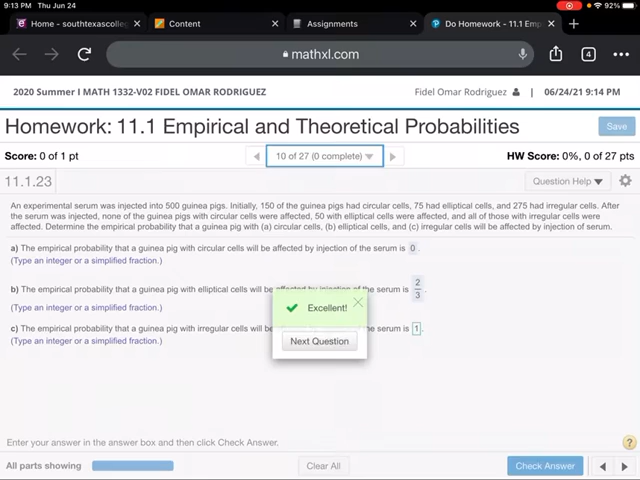 9:13 PM Thu Jun 24
92%
Home - southtexascolleg
Content
Assignments
Do Homework - 11.1 Emp
mathxl.com
4
2020 Summer I MATH 1332-V02 FIDEL OMAR RODRIGUEZ
Fidel Omar Rodriguez | 06/24/21 9:14 PM
Homework: 11.1 Empirical and Theoretical Probabilities
Save
Score: 0 of 1 pt
10 of 27 (0 complete)
HW Score: 0%, 0 of 27 pts
11.1.23
Question Help
An experimental serum was injected into 500 guinea pigs. Initially, 150 of the guinea pigs had circular cells, 75 had elliptical cells, and 275 had irregular cells. After
the serum was injected, none of the guinea pigs with circular cells were affected, 50 with elliptical cells were affected, and all of those with irregular cells were
affected. Determine the empirical probability that a guinea pig with (a) circular cells, (b) elliptical cells, and (c) irregular cells will be affected by injection of serum.
a) The empirical probability that a guinea pig with circular cells will be affected by injection of the serum is 0.
(Type an integer or a simplified fraction.)
b) The empirical probability that a guinea pig with elliptical cells will be affected by injection of the serum is 2/3.
(Type an integer or a simplified fraction.)
Excellent!
c) The empirical probability that a guinea pig with irregular cells will be the serum is 1.
(Type an integer or a simplified fraction.)
Next Question
Enter your answer in the answer box and then click Check Answer.
?
All parts showing
Clear All
Check Answer